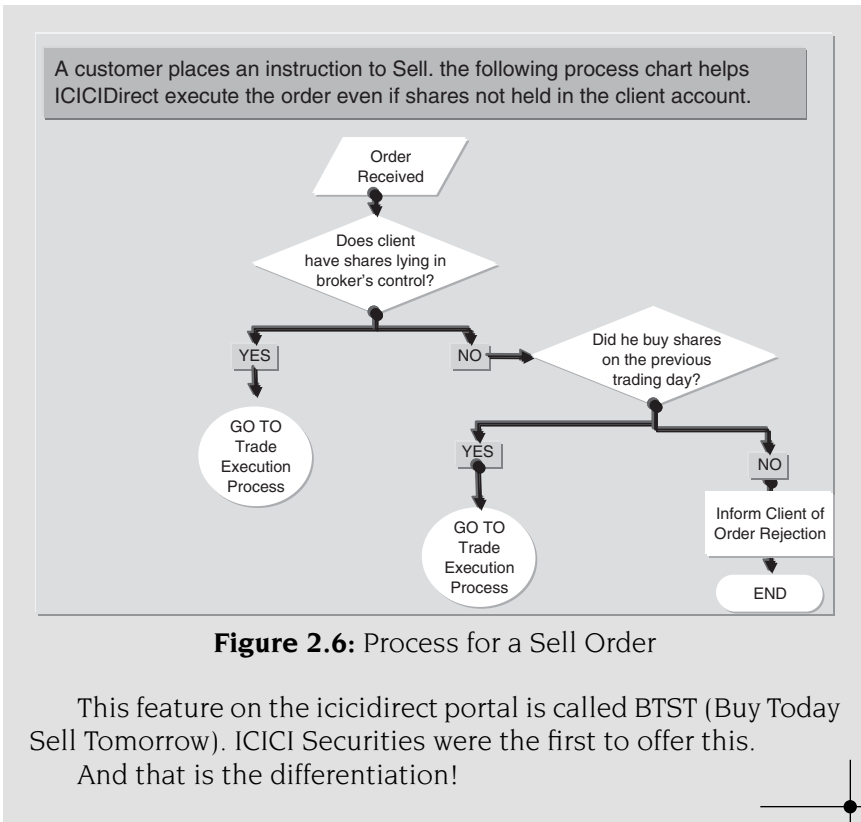 A customer places an instruction to Sell. the following process chart helps
ICICIDirect execute the order even if shares not held in the client account.
Order
Received
Does client
have shares lying in
broker's control?
YES
NO
Did he buy shares
on the previous
trading day?
GO TO
Trade
Execution
Process
YES
NO
GO TO
Trade
Execution
Process
Inform Client of
Order Rejection
END
Figure 2.6: Process for a Sell Order
This feature on the icicidirect portal is called BTST (Buy Today
Sell Tomorrow). ICICI Securities were the first to offer this.
And that is the differentiation!